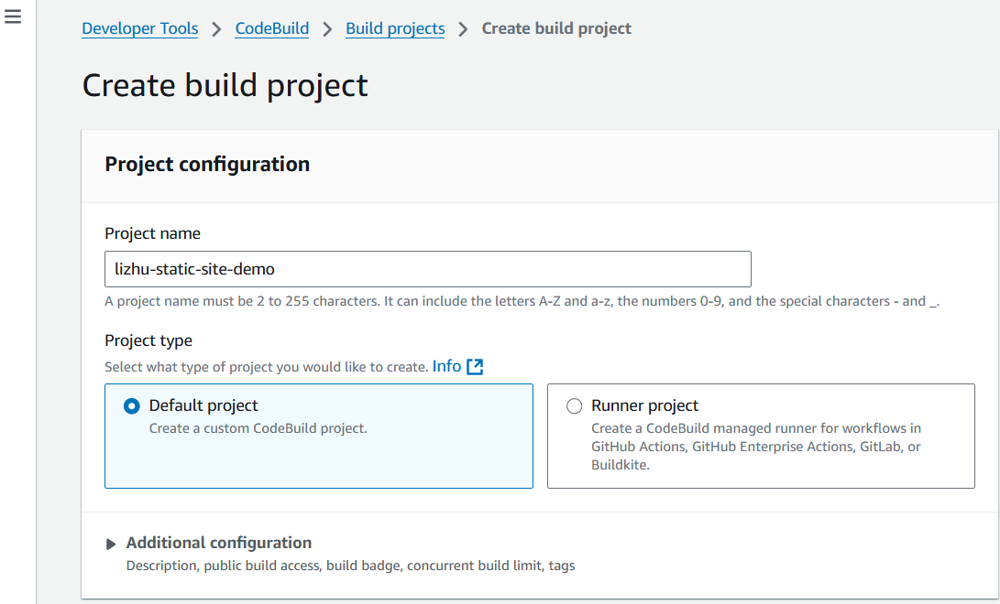 Developer Tools > CodeBuild > Build projects > Create build project
Create build project
Project configuration
Project name
lizhu-static-site-demo
A project name must be 2 to 255 characters. It can include the letters A-Z and a-z, the numbers 0-9, and the special characters - and _.
Project type
Select what type of project you would like to create. Info
Default project
Create a custom CodeBuild project.
Runner project
Create a CodeBuild managed runner for workflows in
GitHub Actions, GitHub Enterprise Actions, GitLab, or
Buildkite.
Additional configuration
Description, public build access, build badge, concurrent build limit, tags